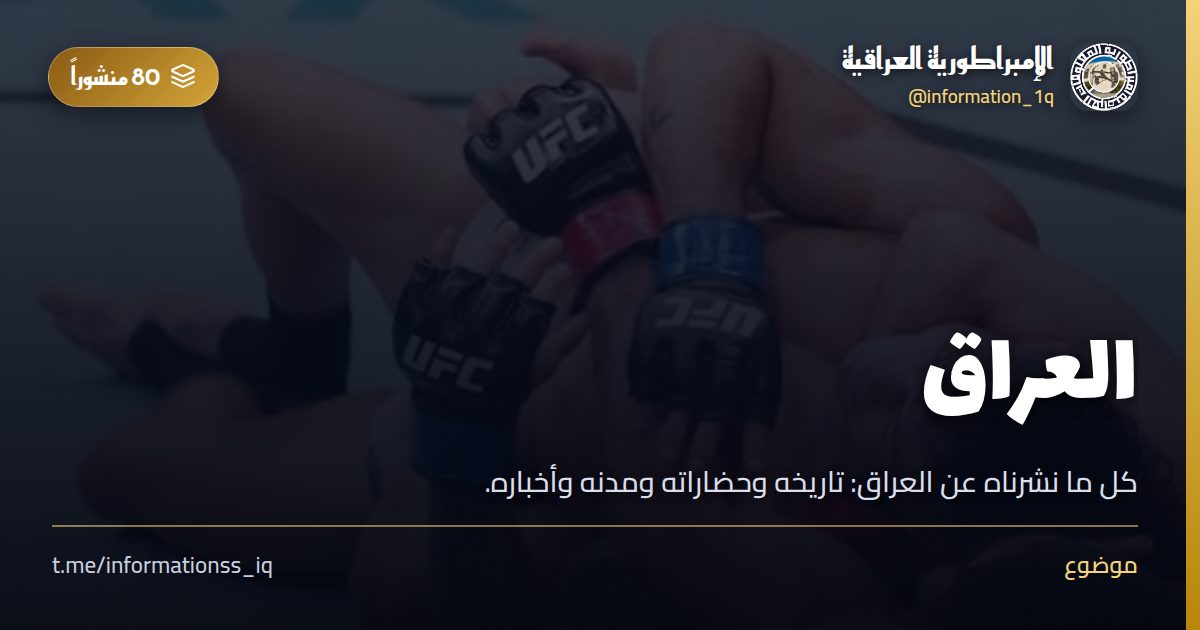 الإمبراطورية العراقية
@information_1q
80 منشوراً
UFC
UFC
UFC
العراق
كل ما نشرناه عن العراق: تاريخه وحضاراته ومدنه وأخباره.
موضوع
t.me/informationss_iq